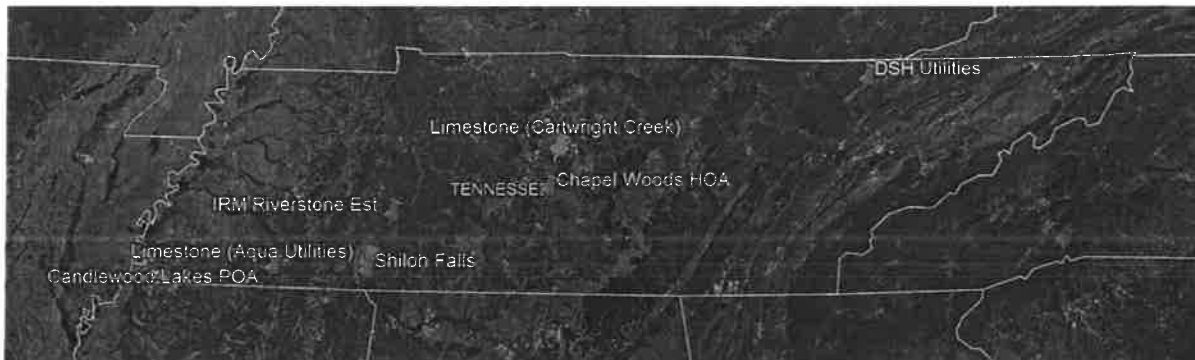 DSH Utilities
Limestone (Cartwright Creek)
TENNESSEE
Chapel Woods HOA
IRM Riverstone Est
Limestone (Aqua Utilities)
Shiloh Falls
Candlewood Lakes POA